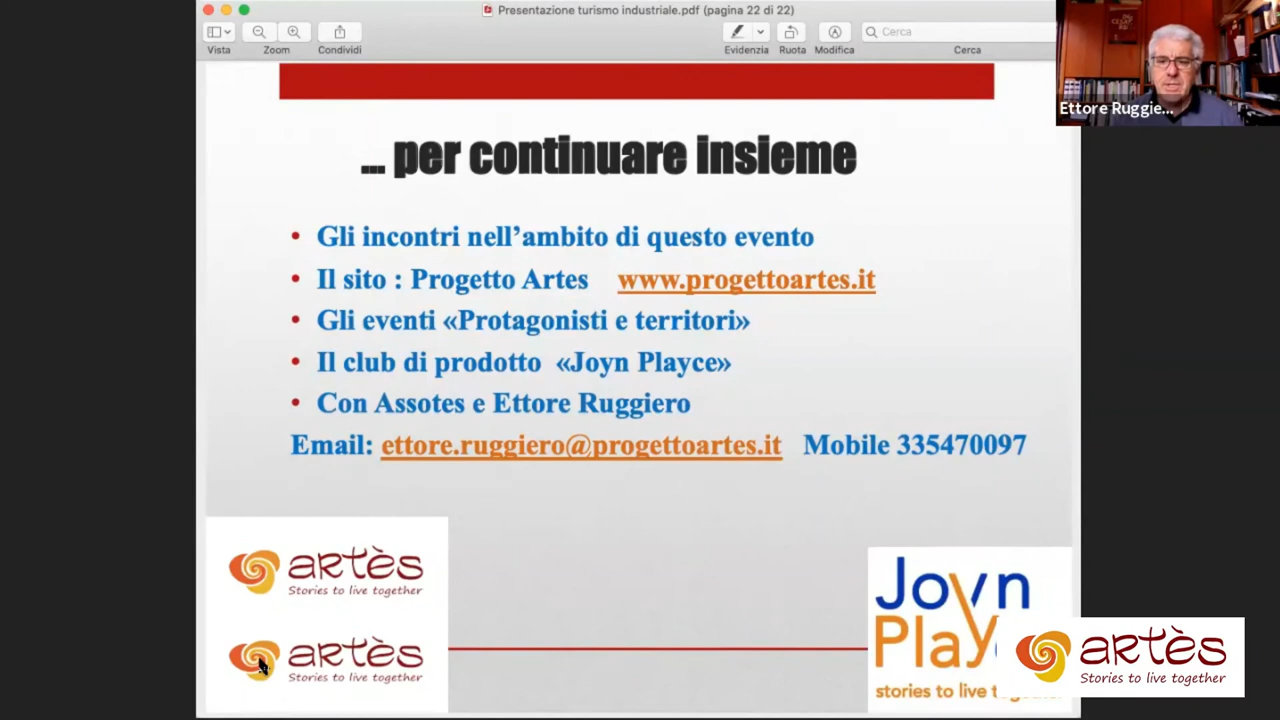 Presentazione turismo industriale.pdf (pagina 22 di 22)
Vista
Zoom
Condividi
Evidenzia
Ruota
Modifica
Cerca
Cerca
Ettore Ruggie...
... per continuare insieme
• Gli incontri nell’ambito di questo evento
• Il sito : Progetto Artes www.progettoartes.it
• Gli eventi «Protagonisti e territori»
• Il club di prodotto «Joyn Playce»
• Con Assotes e Ettore Ruggiero
Email: ettore.ruggiero@progettoartes.it Mobile 335470097
artès
Stories to live together
artès
Stories to live together
Joyn
Play
stories to live
artès
Stories to live together